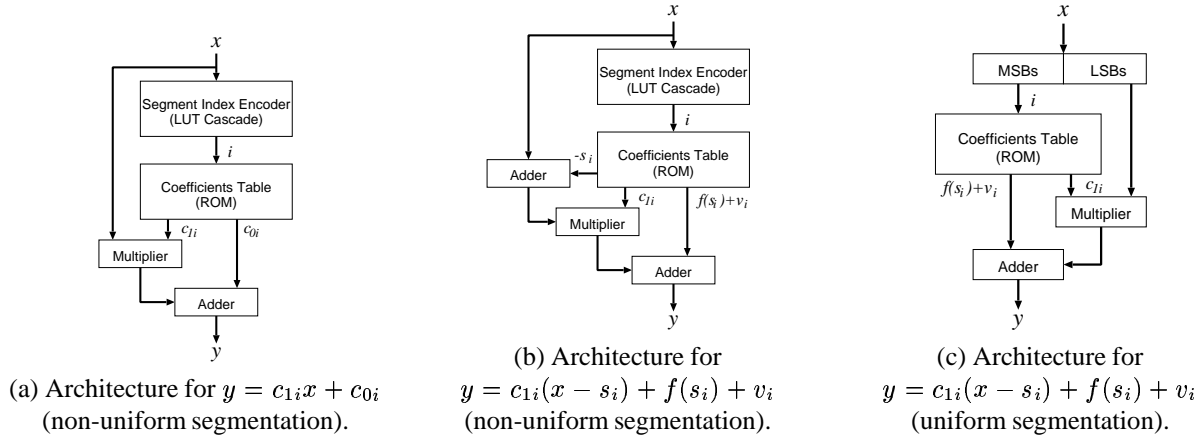 x
Segment Index Encoder
(LUT Cascade)
i
Coefficients Table
(ROM)
c1i
c0i
Multiplier
Adder
y
(a) Architecture for y = c1ix + c0i
(non-uniform segmentation).
x
Segment Index Encoder
(LUT Cascade)
i
Coefficients Table
(ROM)
-si
Adder
c1i
f(si)+vi
Multiplier
Adder
y
(b) Architecture for
y = c1i(x − si) + f(si) + vi
(non-uniform segmentation).
x
MSBs
LSBs
i
Coefficients Table
(ROM)
f(si)+vi
c1i
Multiplier
Adder
y
(c) Architecture for
y = c1i(x − si) + f(si) + vi
(uniform segmentation).